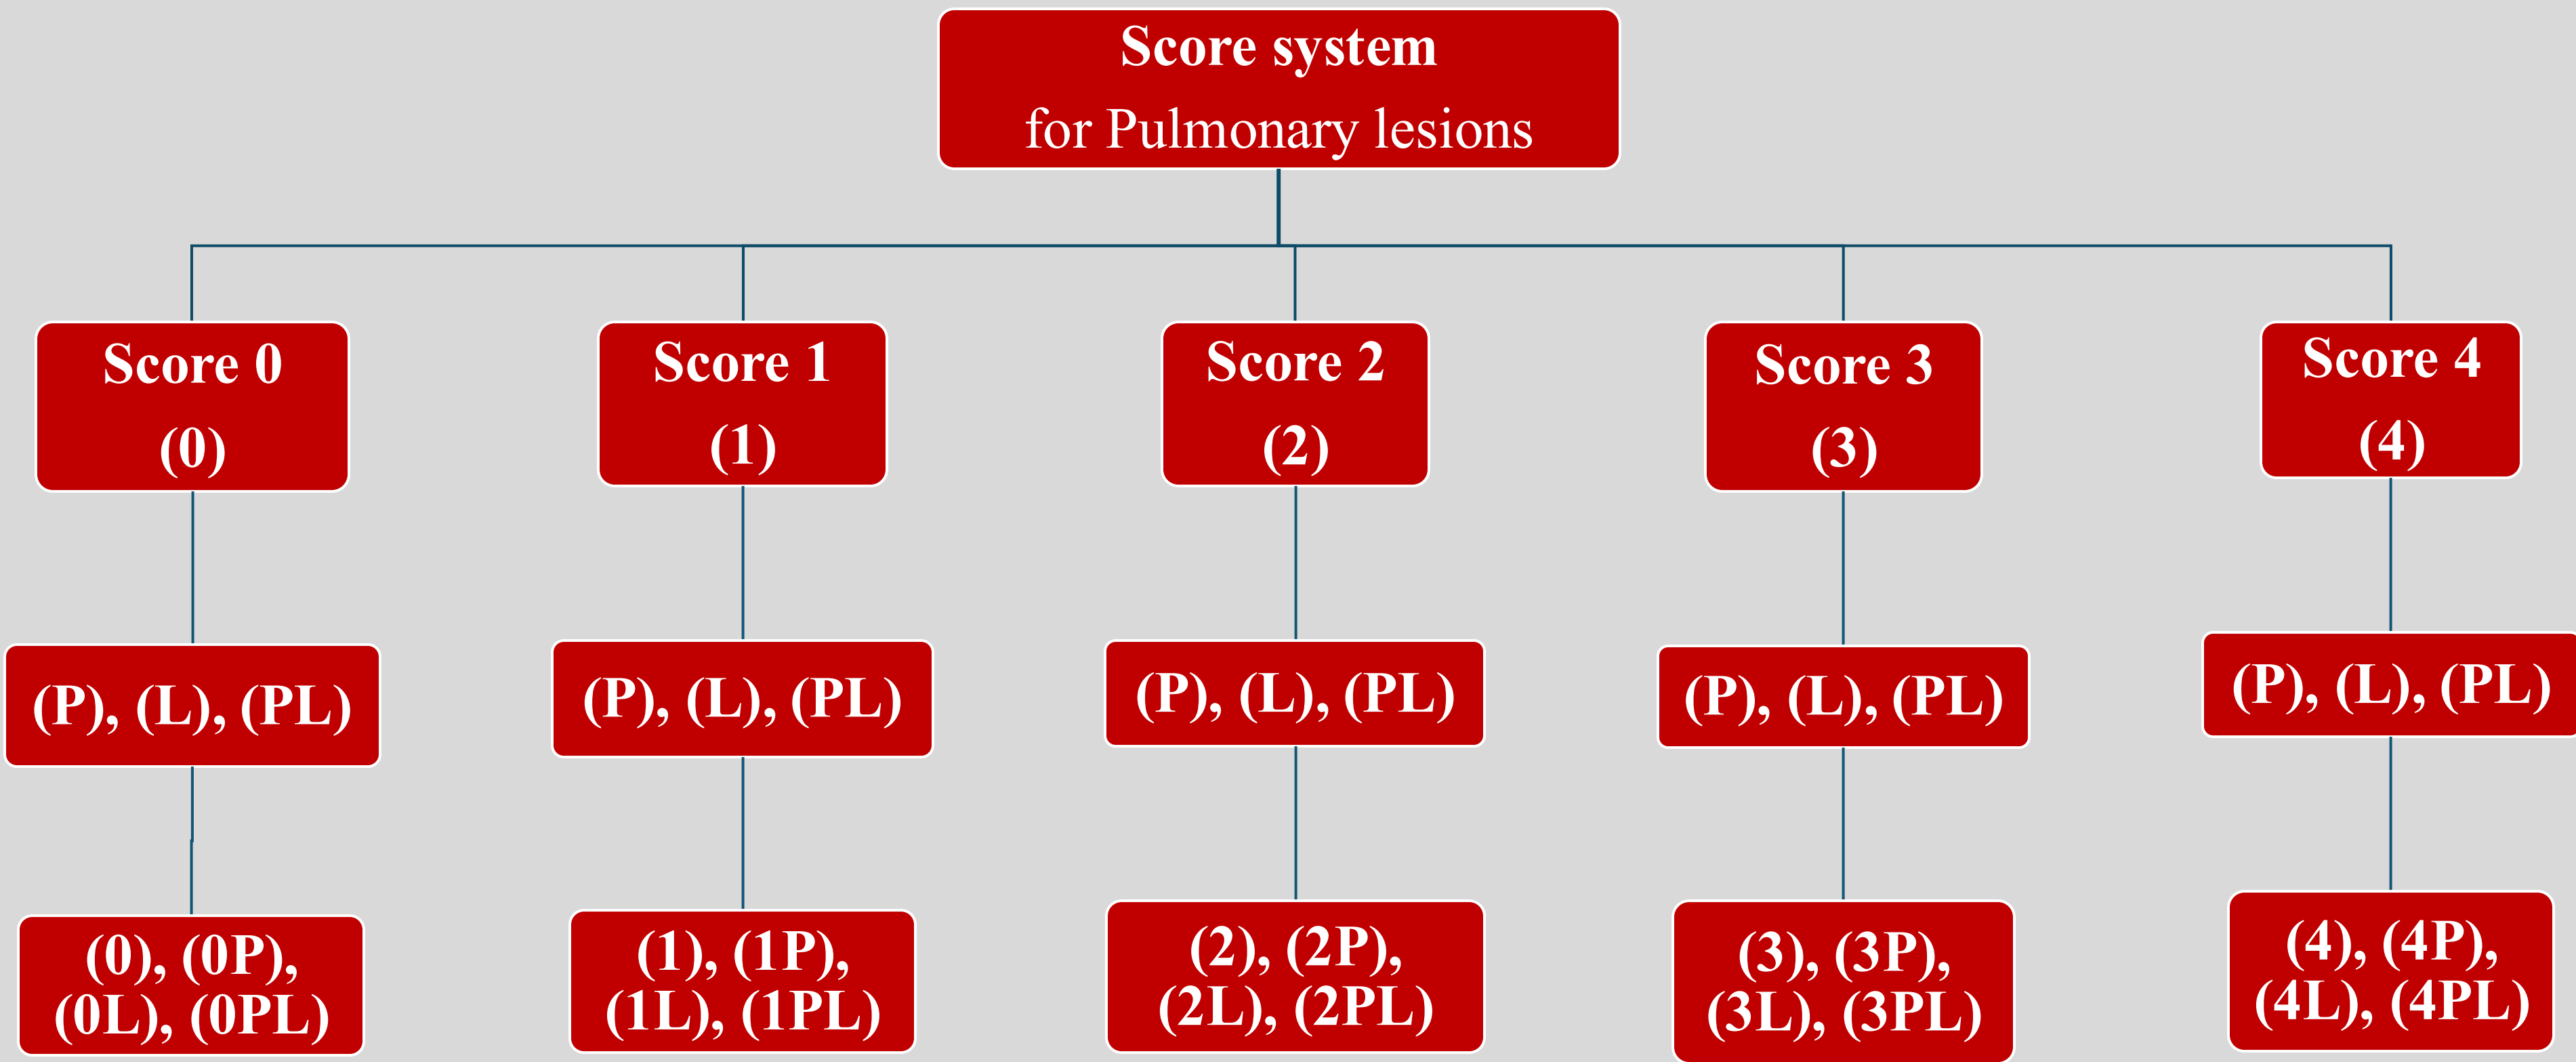 Score system
for Pulmonary lesions
Score 0
(0)
Score 1
(1)
Score 2
(2)
Score 3
(3)
Score 4
(4)
(P), (L), (PL)
(P), (L), (PL)
(P), (L), (PL)
(P), (L), (PL)
(P), (L), (PL)
(0), (0P),
(0L), (0PL)
(1), (1P),
(1L), (1PL)
(2), (2P),
(2L), (2PL)
(3), (3P),
(3L), (3PL)
(4), (4P),
(4L), (4PL)